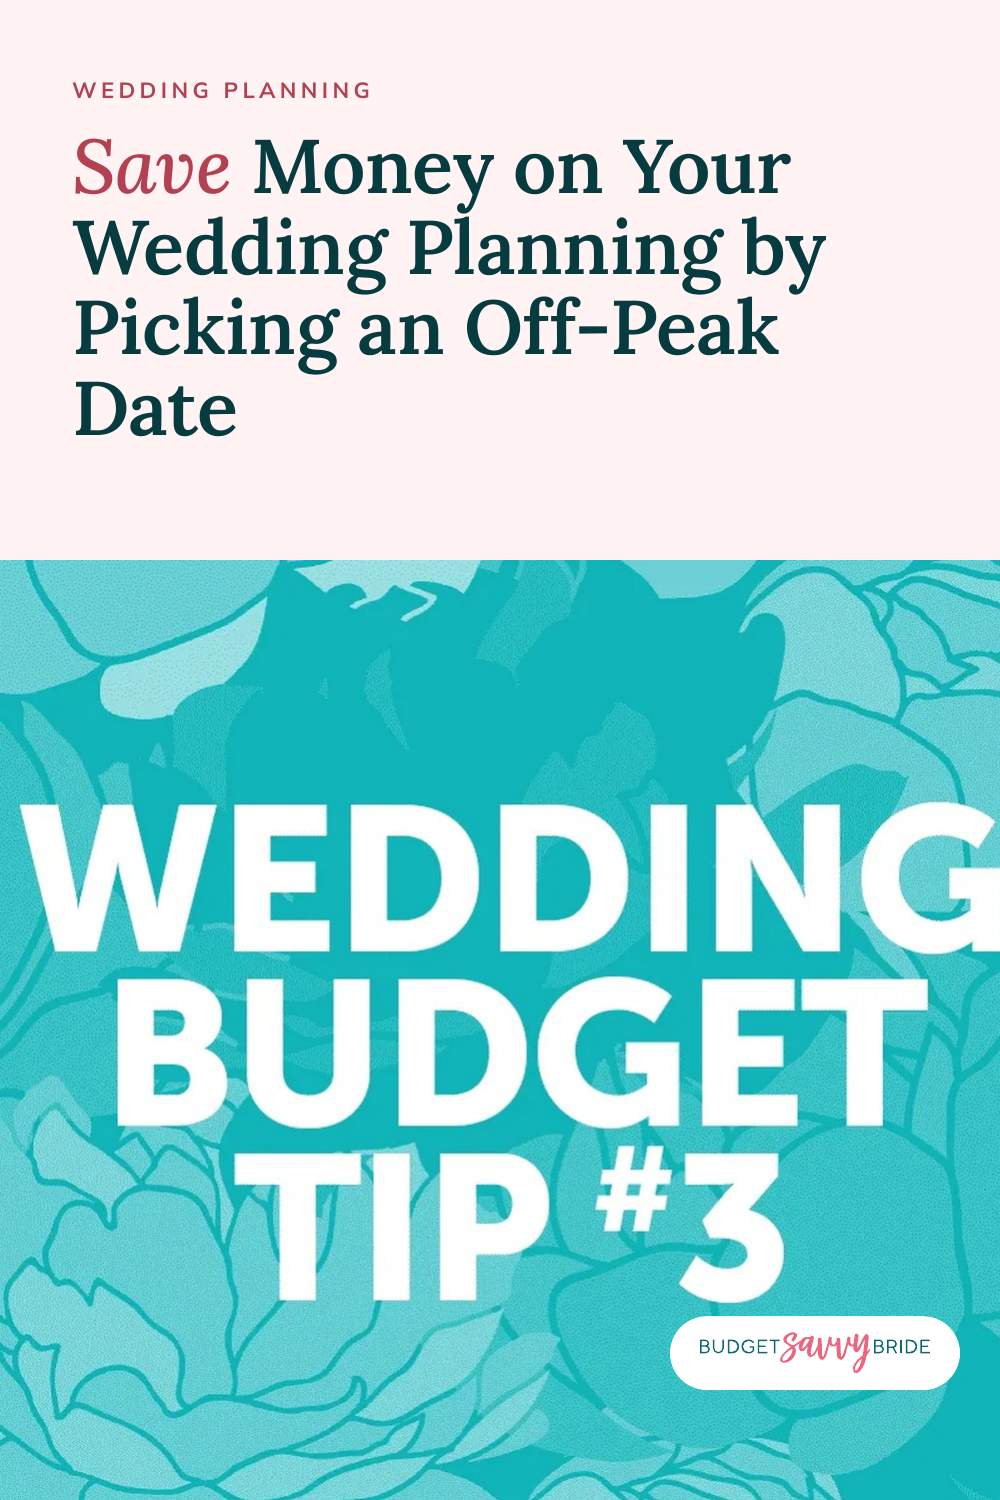 WEDDING PLANNING
Save Money on Your
Wedding Planning by
Picking an Off-Peak
Date
WEDDING
BUDGET
TIP #3
BUDGET savvy BRIDE